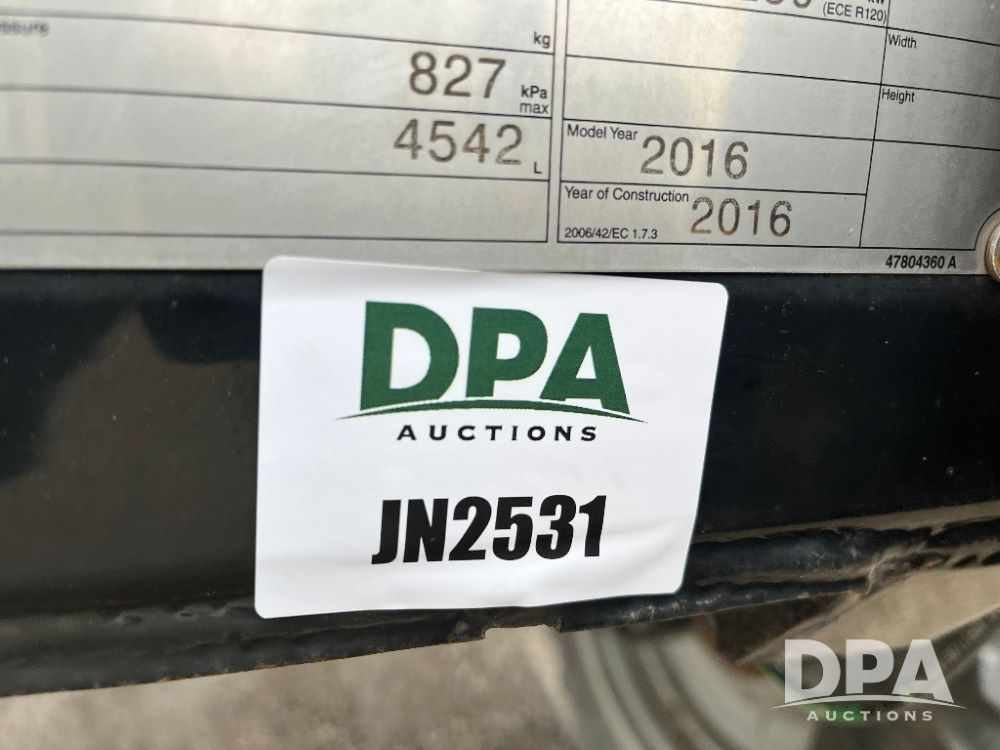 kg
827 kPa
max
4542 L
kW
(ECE R120)
Width
Height
Model Year 2016
Year of Construction 2016
2006/42/EC 1.7.3
47804360 A
DPA
AUCTIONS
JN2531
DPA
AUCTIONS